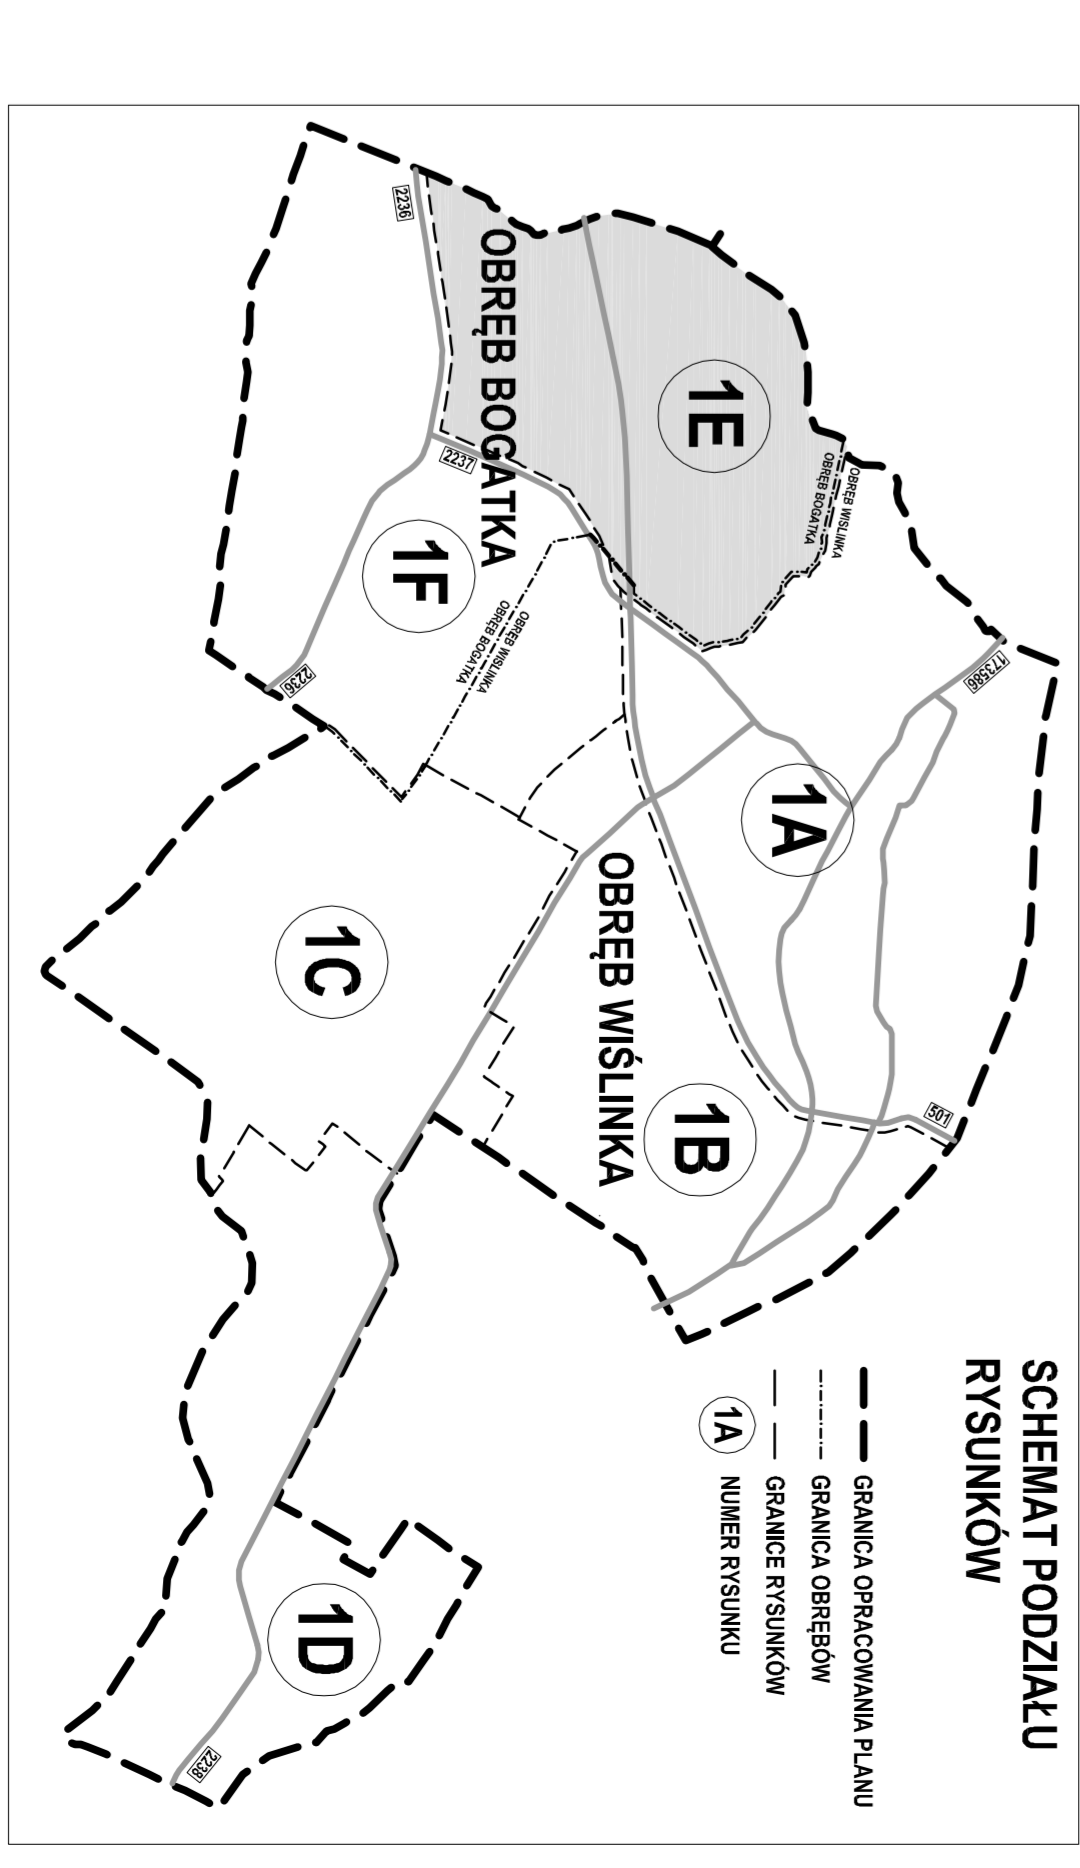 SCHEMAT PODZIAŁU
RYSUNKÓW
GRANICA OPRACOWANIA PLANU
GRANICA OBRĘBÓW
GRANICE RYSUNKÓW
1A
NUMER RYSUNKU
173586
501
OBRĘB WIŚLINKA
OBRĘB BOGATKA
1E
1A
1B
OBRĘB WIŚLINKA
OBRĘB BOGATKA
OBRĘB WIŚLINKA
OBRĘB BOGATKA
2236
2237
1F
2236
1C
1D
2238